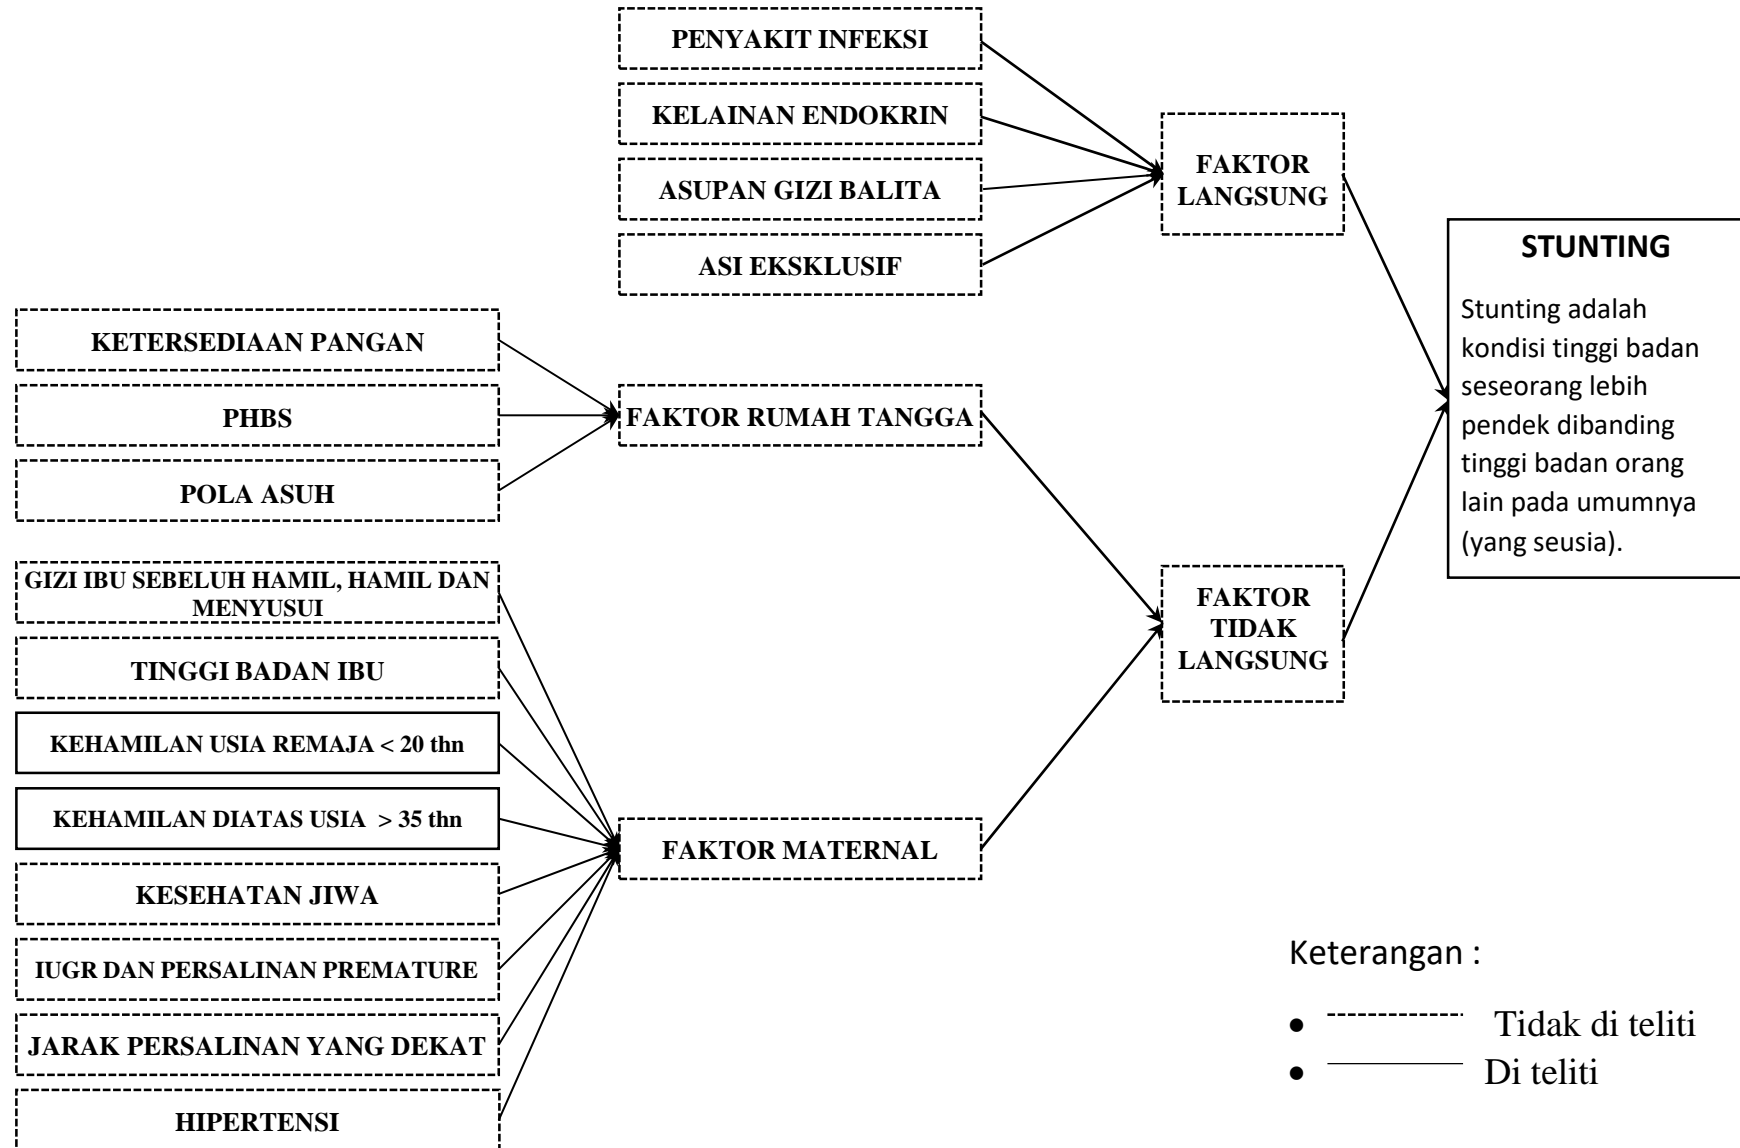 PENYAKIT INFEKSI
KELAINAN ENDOKRIN
ASUPAN GIZI BALITA
ASI EKSKLUSIF
FAKTOR
LANGSUNG
STUNTING
Stunting adalah
kondisi tinggi badan
seseorang lebih
pendek dibanding
tinggi badan orang
lain pada umumnya
(yang seusia).
KETERSEDIAAN PANGAN
PHBS
POLA ASUH
FAKTOR RUMAH TANGGA
GIZI IBU SEBELUH HAMIL, HAMIL DAN
MENYUSUI
TINGGI BADAN IBU
KEHAMILAN USIA REMAJA < 20 thn
KEHAMILAN DIATAS USIA > 35 thn
KESEHATAN JIWA
IUGR DAN PERSALINAN PREMATURE
JARAK PERSALINAN YANG DEKAT
HIPERTENSI
FAKTOR MATERNAL
FAKTOR
TIDAK
LANGSUNG
Keterangan :
• Tidak di teliti
• Di teliti